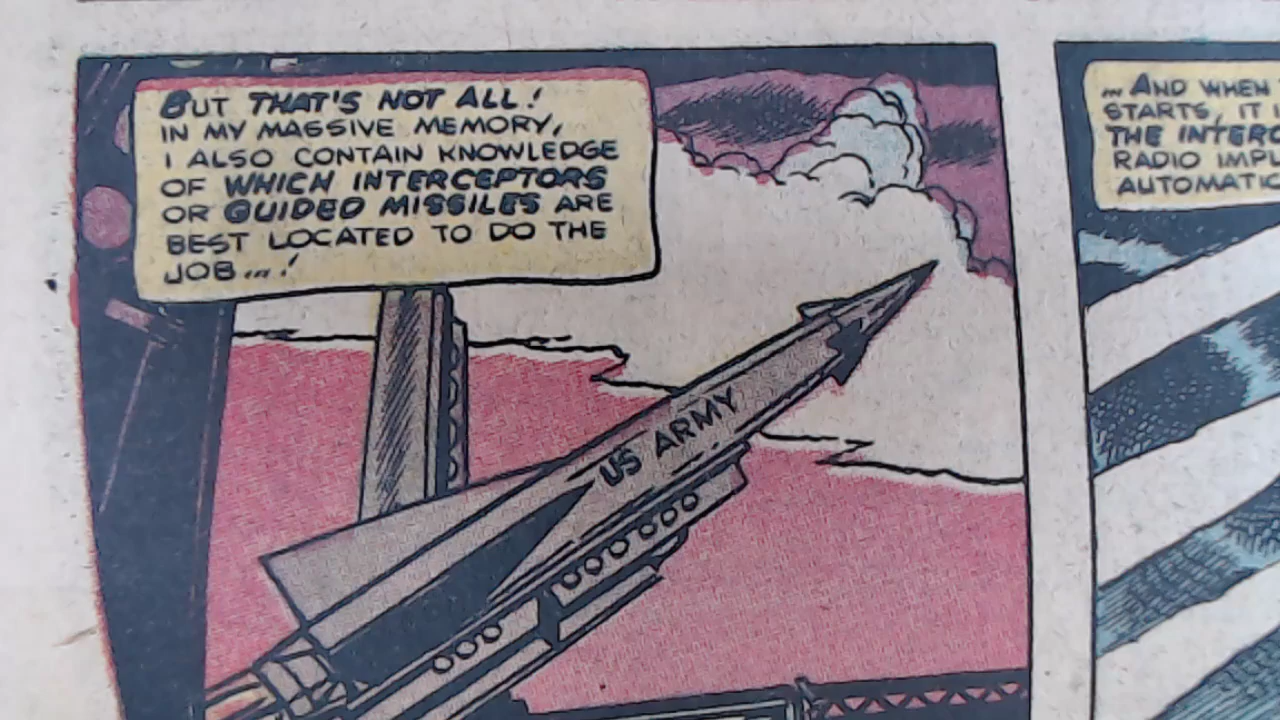 BUT THAT'S NOT ALL!
IN MY MASSIVE MEMORY,
I ALSO CONTAIN KNOWLEDGE
OF WHICH INTERCEPTORS
OR GUIDED MISSILES ARE
BEST LOCATED TO DO THE
JOB...!
US ARMY
... AND WHEN
STARTS, IT
THE
RADIO